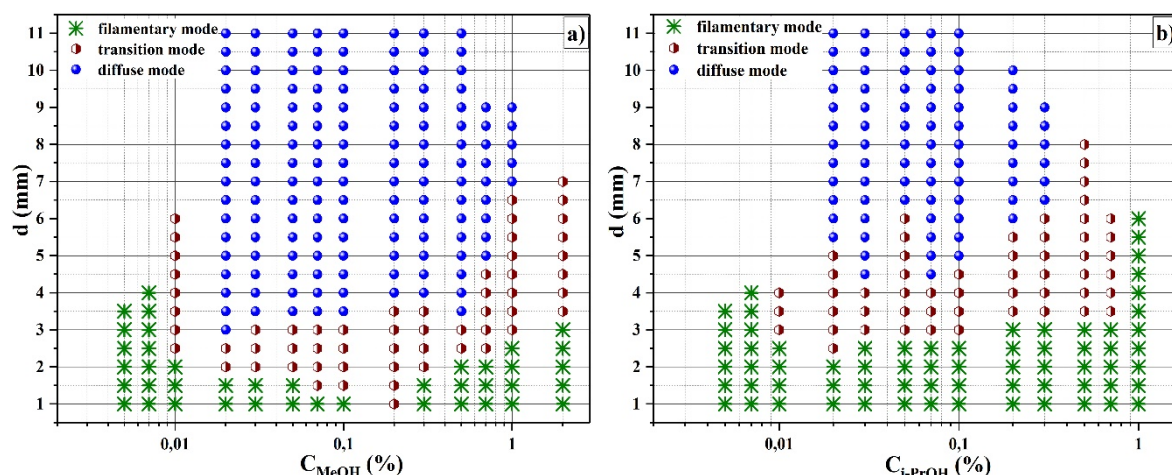 filamentary mode
transition mode
diffuse mode
a)
11
10
9
8
7
6
5
4
3
2
1
d (mm)
0,01
0,1
1
C_MeOH (%)
filamentary mode
transition mode
diffuse mode
b)
11
10
9
8
7
6
5
4
3
2
1
d (mm)
0,01
0,1
1
C_i-PrOH (%)